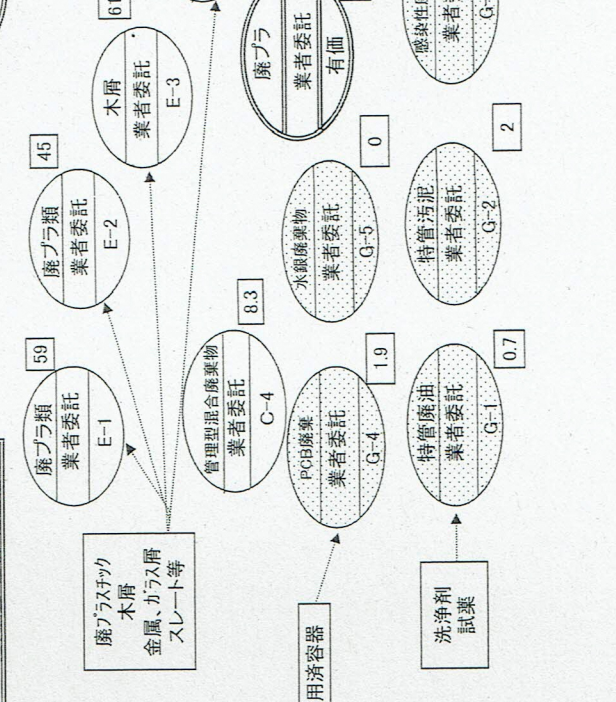 廃プラスチック
木屑
金属、ガラス屑
スレート等
用済容器
洗浄剤
試薬
廃プラ類
業者委託
E-1
59
廃プラ類
業者委託
E-2
45
木屑
業者委託
E-3
61
管理型混合廃棄物
業者委託
C-4
8.3
廃プラ
業者委託
有価
PCB廃棄
業者委託
G-4
1.9
水銀廃棄物
業者委託
G-5
0
特管廃油
業者委託
G-1
0.7
特管汚泥
業者委託
G-2
2
感染性
業者
G-